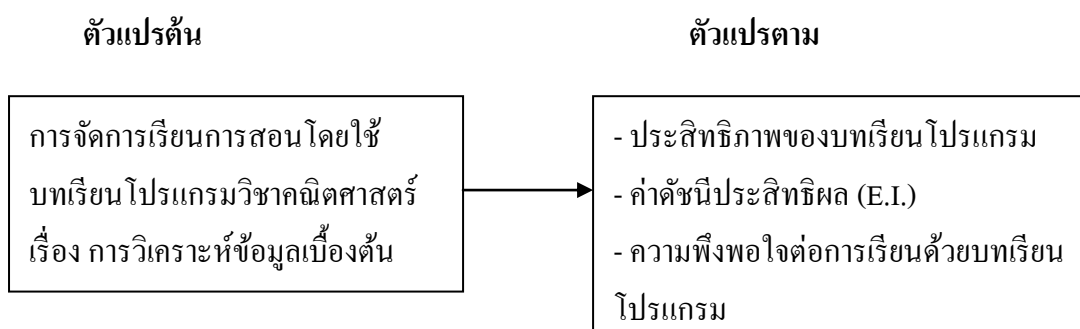 ตัวแปรต้น
ตัวแปรตาม
การจัดการเรียนการสอนโดยใช้
บทเรียนโปรแกรมวิชาคณิตศาสตร์
เรื่อง การวิเคราะห์ข้อมูลเบื้องต้น
- ประสิทธิภาพของบทเรียนโปรแกรม
- ค่าดัชนีประสิทธิผล (E.I.)
- ความพึงพอใจต่อการเรียนด้วยบทเรียน
โปรแกรม